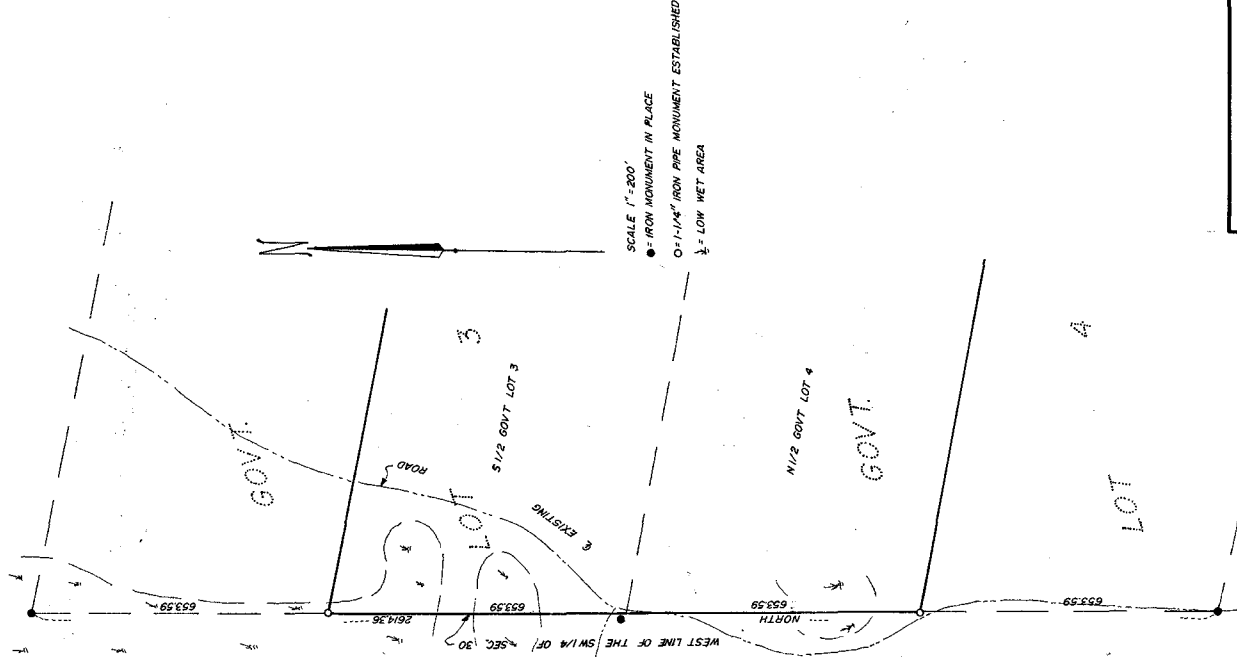 N
SCALE 1"=200'
●=IRON MONUMENT IN PLACE
O=1-1/4" IRON PIPE MONUMENT ESTABLISHED
= LOW WET AREA
GOVT.
LOT
3
ROAD
S 1/2 GOVT LOT 3
℄ EXISTING
653.59
2614.36
653.59
WEST LINE OF THE SW 1/4 OF SEC. 30
N 1/2 GOVT LOT 4
GOVT.
LOT
4
653.59
NORTH
653.59